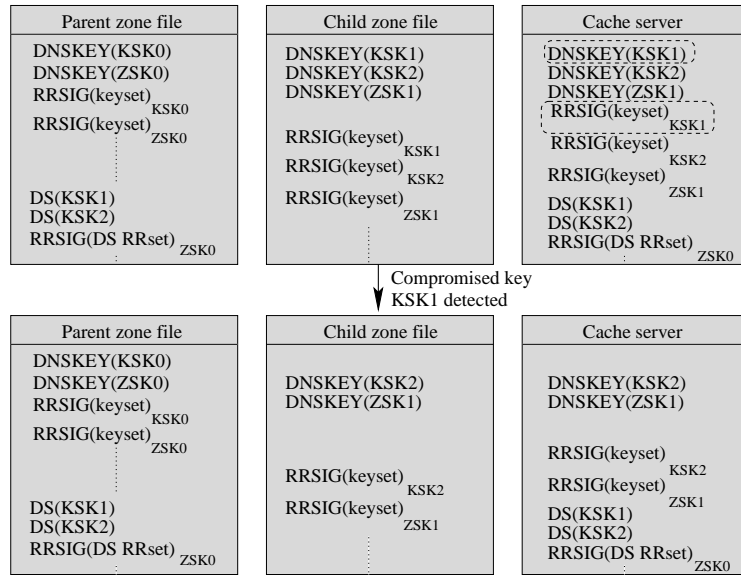 Parent zone file
DNSKEY(KSK0)
DNSKEY(ZSK0)
RRSIG(keyset) KSK0
RRSIG(keyset) ZSK0
DS(KSK1)
DS(KSK2)
RRSIG(DS RRset) ZSK0
Child zone file
DNSKEY(KSK1)
DNSKEY(KSK2)
DNSKEY(ZSK1)
RRSIG(keyset) KSK1
RRSIG(keyset) KSK2
RRSIG(keyset) ZSK1
Cache server
DNSKEY(KSK1)
DNSKEY(KSK2)
DNSKEY(ZSK1)
RRSIG(keyset) KSK1
RRSIG(keyset) KSK2
RRSIG(keyset) ZSK1
DS(KSK1)
DS(KSK2)
RRSIG(DS RRset) ZSK0
Compromised key
KSK1 detected
Parent zone file
DNSKEY(KSK0)
DNSKEY(ZSK0)
RRSIG(keyset) KSK0
RRSIG(keyset) ZSK0
DS(KSK1)
DS(KSK2)
RRSIG(DS RRset) ZSK0
Child zone file
DNSKEY(KSK2)
DNSKEY(ZSK1)
RRSIG(keyset) KSK2
RRSIG(keyset) ZSK1
Cache server
DNSKEY(KSK2)
DNSKEY(ZSK1)
RRSIG(keyset) KSK2
RRSIG(keyset) ZSK1
DS(KSK1)
DS(KSK2)
RRSIG(DS RRset) ZSK0